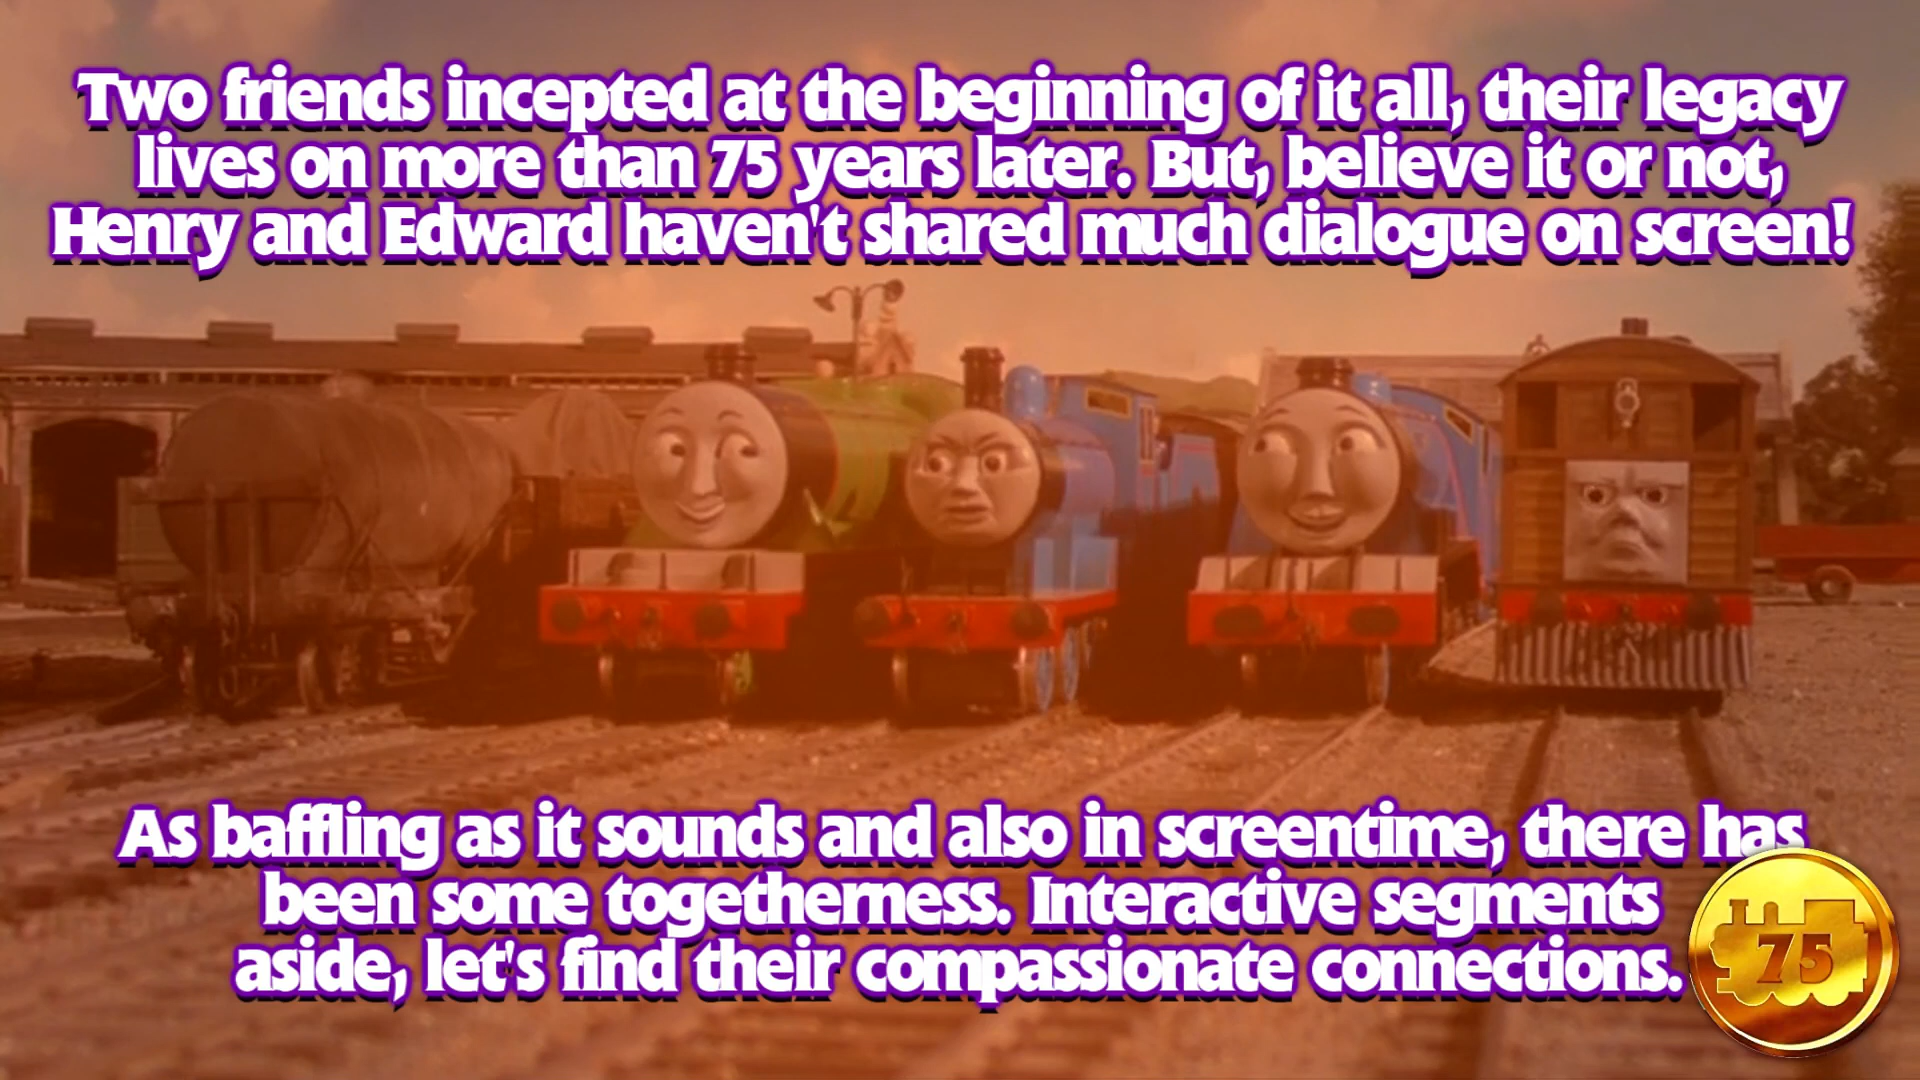 Two friends incepted at the beginning of it all, their legacy
lives on more than 75 years later. But, believe it or not,
Henry and Edward haven't shared much dialogue on screen!
As baffling as it sounds and also in screentime, there has
been some togetherness. Interactive segments
aside, let's find their compassionate connections.
75